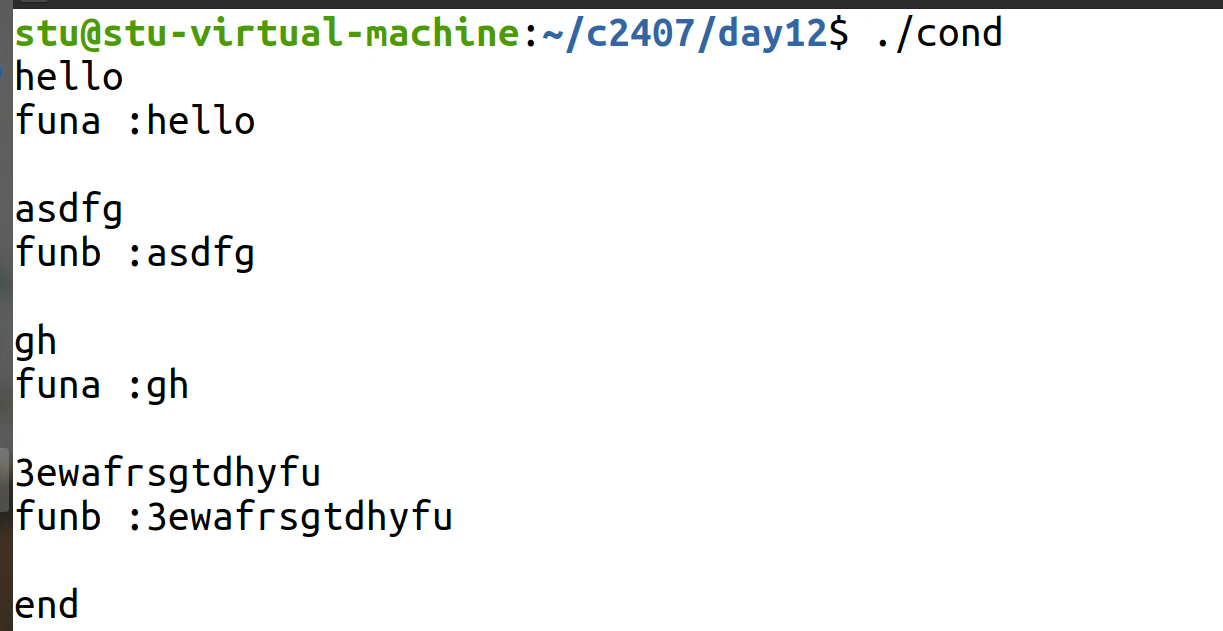 stu@stu-virtual-machine:~/c2407/day12$ ./cond
hello
funa :hello
asdfg
funb :asdfg
gh
funa :gh
3ewafrsgtdhyfu
funb :3ewafrsgtdhyfu
end